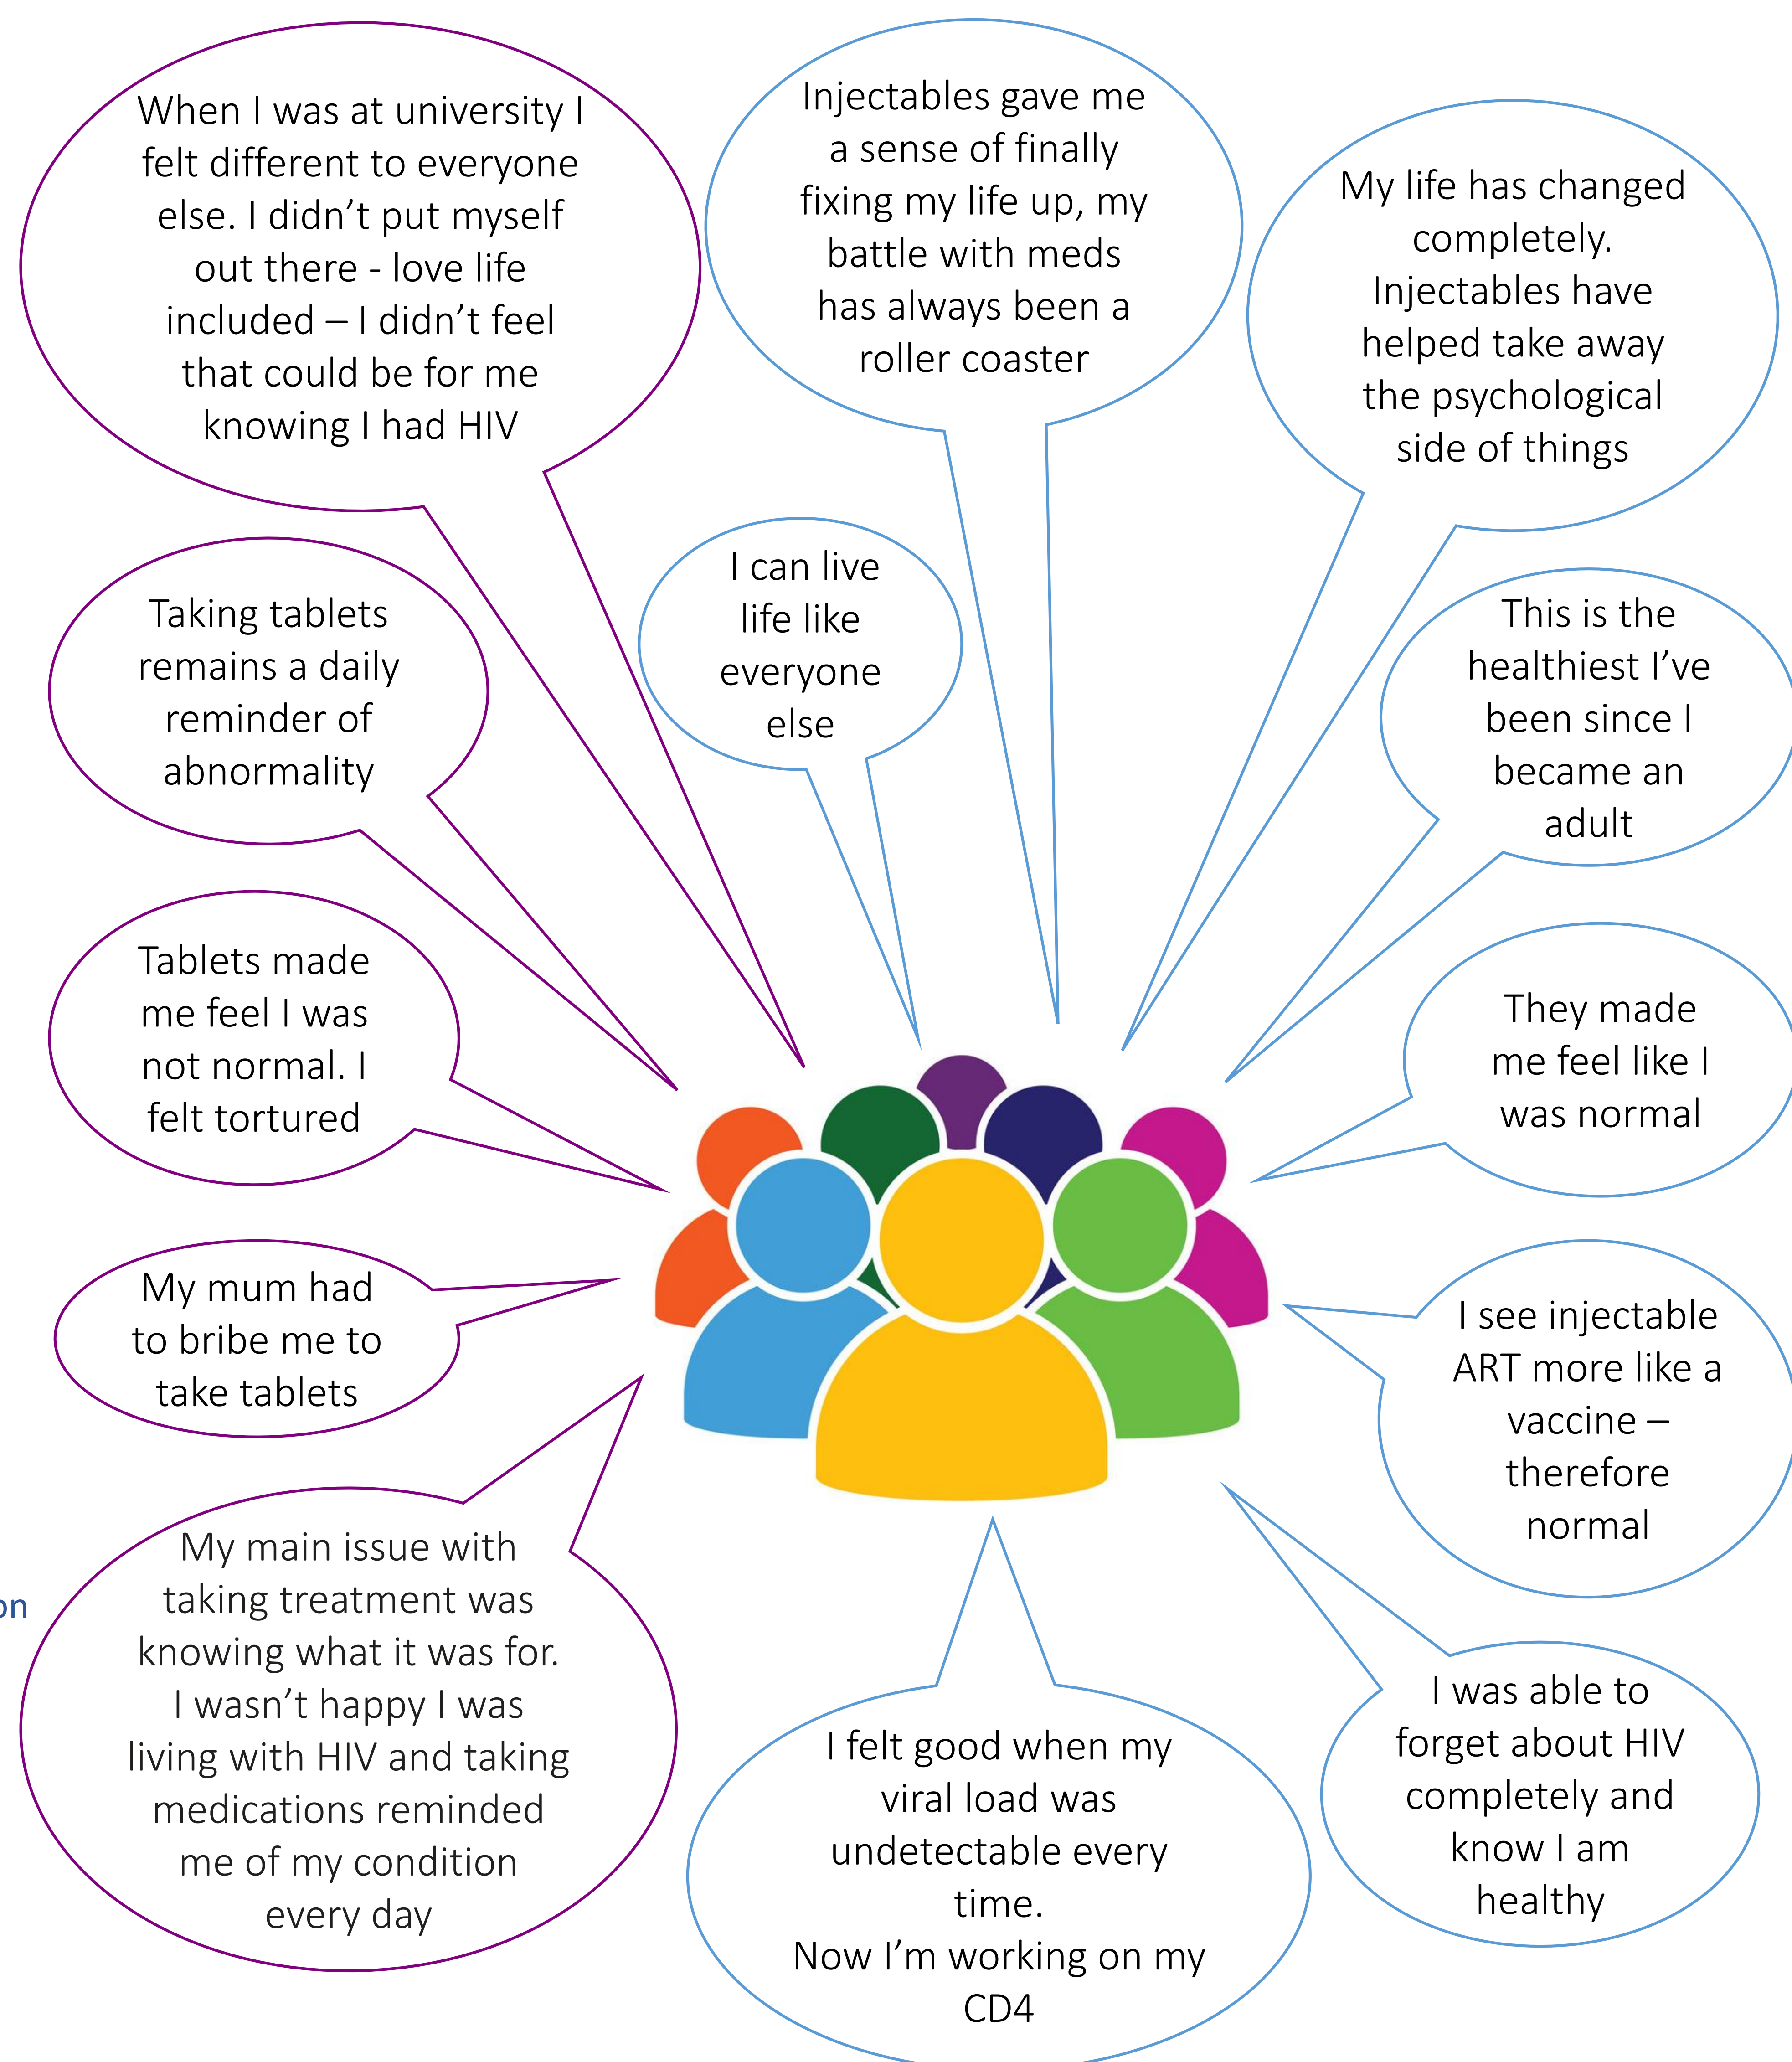 When I was at university I
felt different to everyone
else. I didn’t put myself
out there - love life
included – I didn’t feel
that could be for me
knowing I had HIV
Injectables gave me
a sense of finally
fixing my life up, my
battle with meds
has always been a
roller coaster
My life has changed
completely.
Injectables have
helped take away
the psychological
side of things
Taking tablets
remains a daily
reminder of
abnormality
I can live
life like
everyone
else
This is the
healthiest I’ve
been since I
became an
adult
Tablets made
me feel I was
not normal. I
felt tortured
They made
me feel like I
was normal
My mum had
to bribe me to
take tablets
I see injectable
ART more like a
vaccine –
therefore
normal
My main issue with
taking treatment was
knowing what it was for.
I wasn’t happy I was
living with HIV and taking
medications reminded
me of my condition
every day
I felt good when my
viral load was
undetectable every
time.
Now I’m working on my
CD4
I was able to
forget about HIV
completely and
know I am
healthy